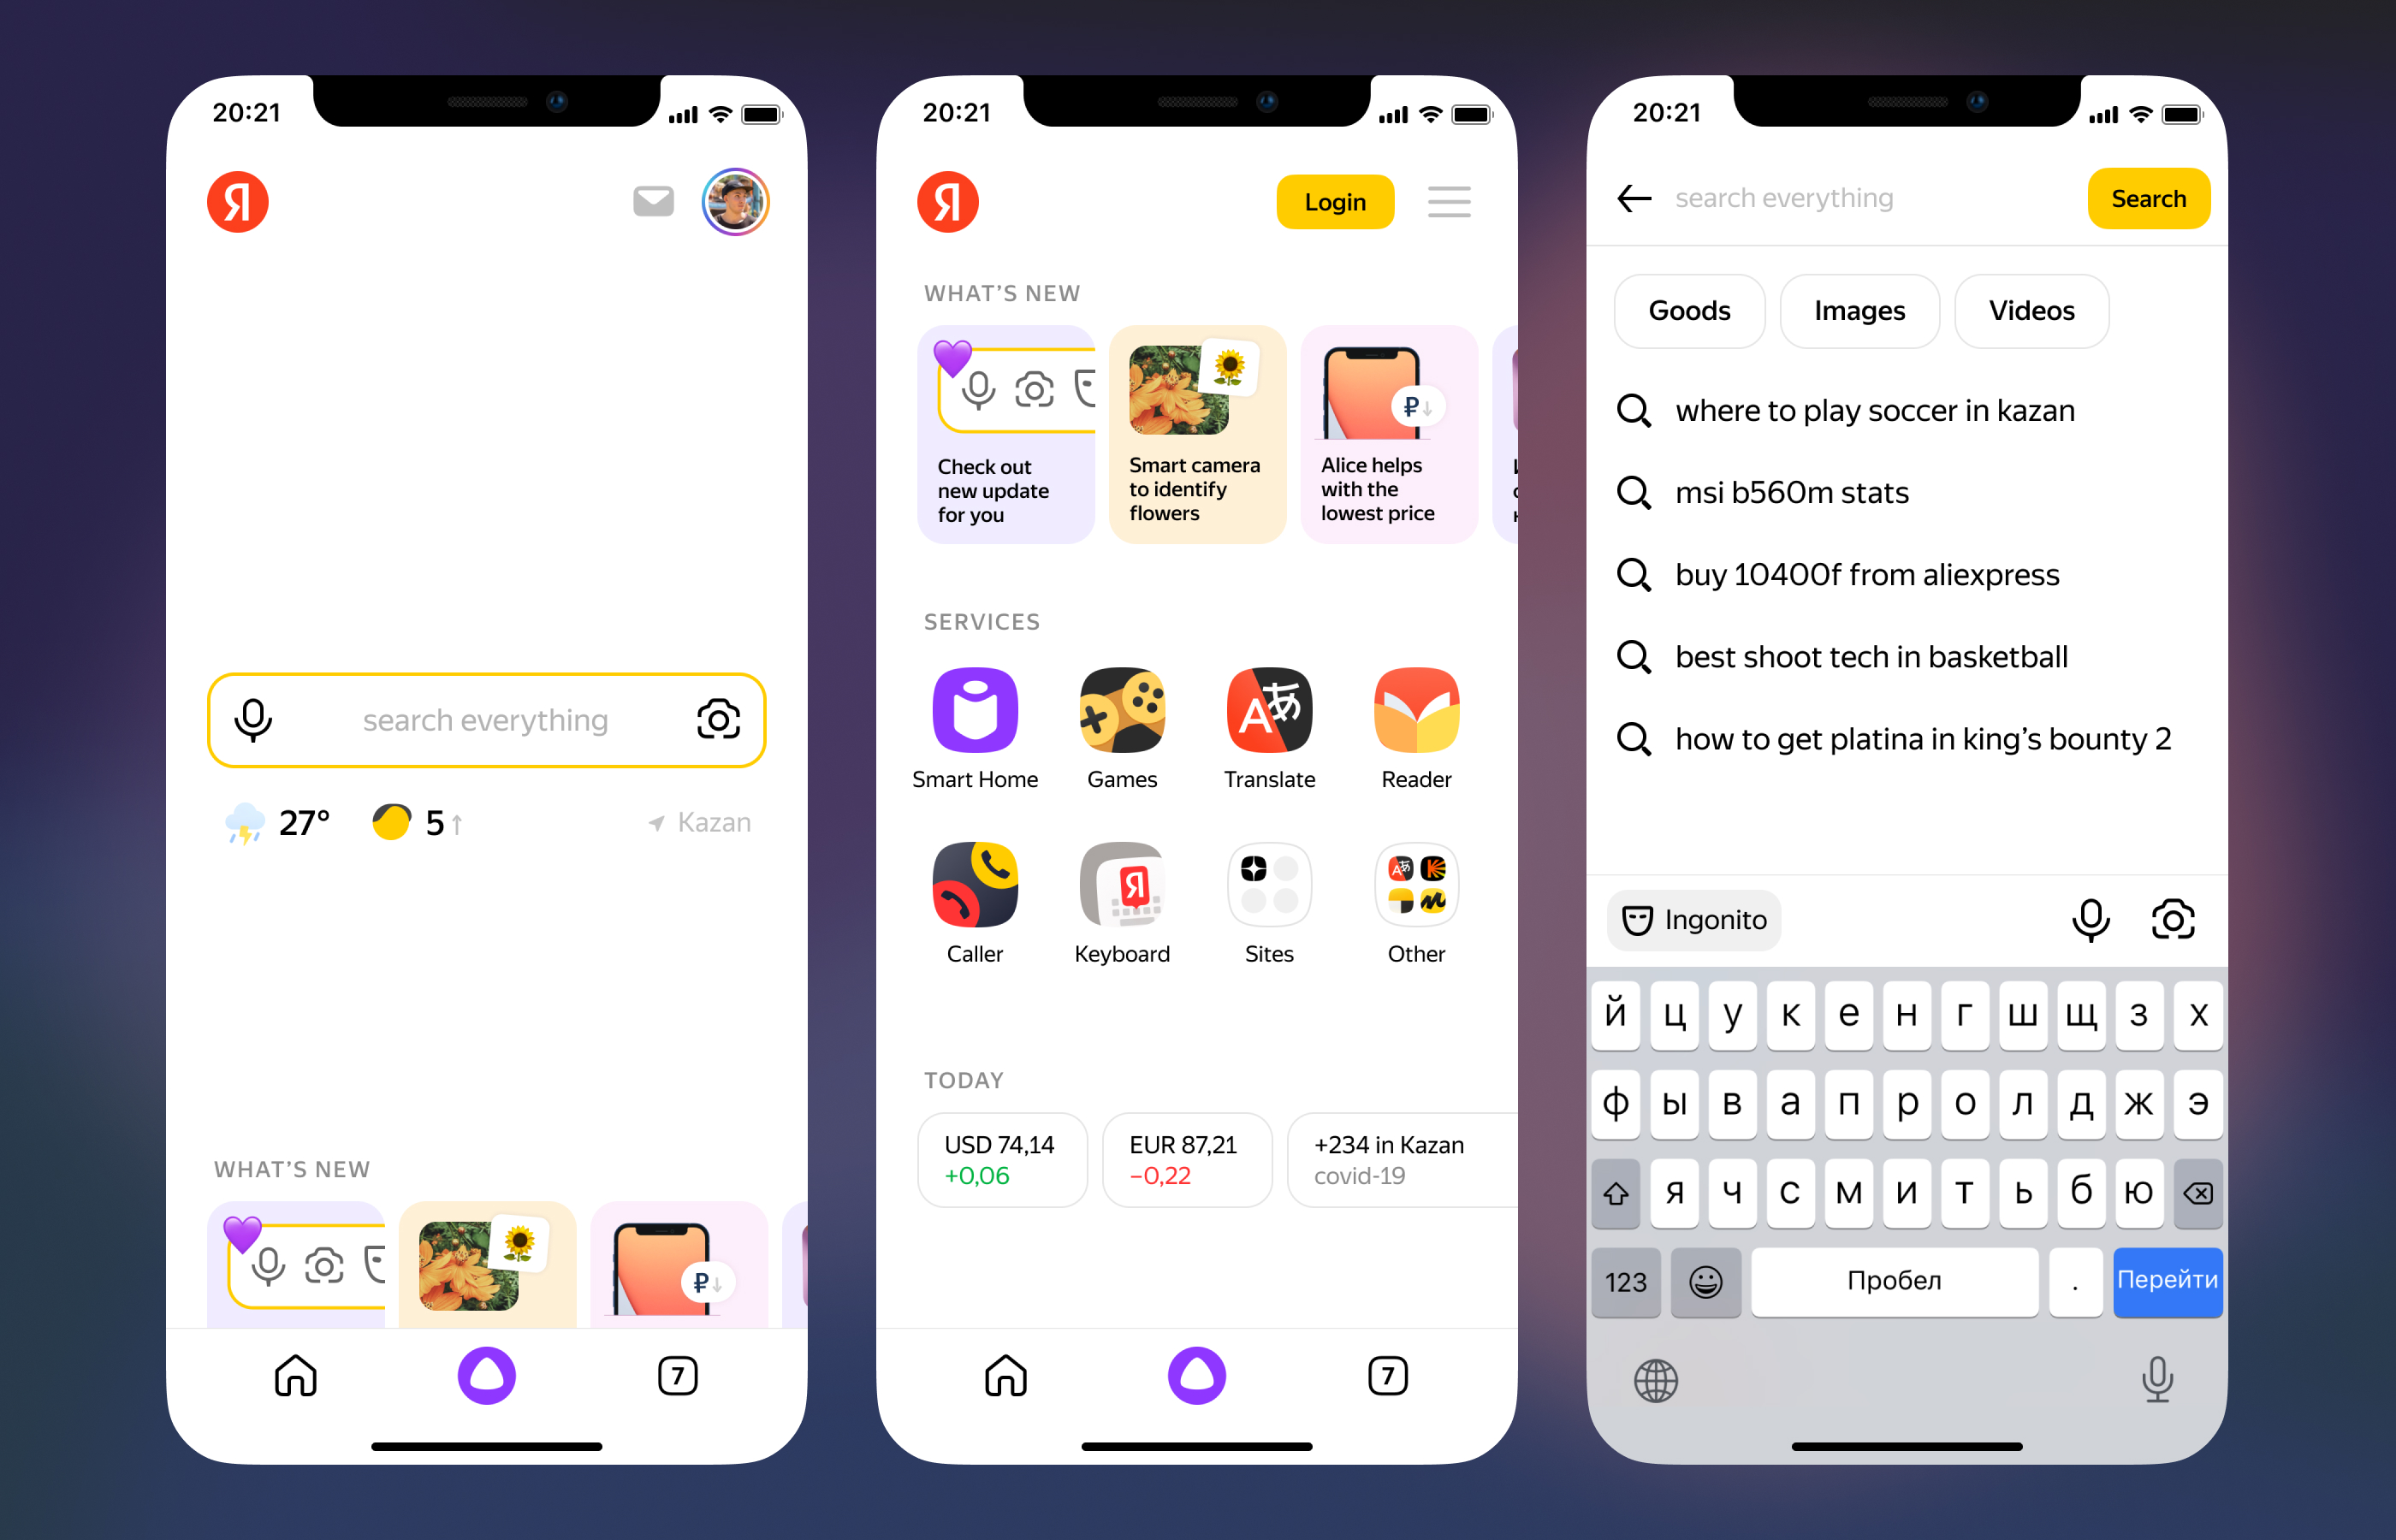 20:21
Я
search everything
27°
5↑
Kazan
WHAT’S NEW
₽↓
7
20:21
Я
Login
WHAT’S NEW
₽↓
Check out
new update
for you
Smart camera
to identify
flowers
Alice helps
with the
lowest price
SERVICES
A あ
Smart Home
Games
Translate
Reader
Я
Caller
Keyboard
Sites
Other
TODAY
USD 74,14
+0,06
EUR 87,21
−0,22
+234 in Kazan
covid-19
7
20:21
search everything
Search
Goods
Images
Videos
where to play soccer in kazan
msi b560m stats
buy 10400f from aliexpress
best shoot tech in basketball
how to get platina in king’s bounty 2
Ingonito
й ц у к е н г ш щ з х
ф ы в а п р о л д ж э
я ч с м и т ь б ю
123
Пробел
.
Перейти